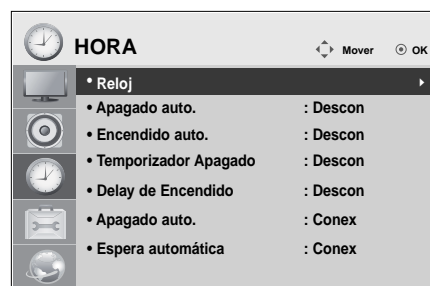 HORA Mover OK
• Reloj
• Apagado auto. : Descon
• Encendido auto. : Descon
• Temporizador Apagado : Descon
• Delay de Encendido : Descon
• Apagado auto. : Conex
• Espera automática : Conex